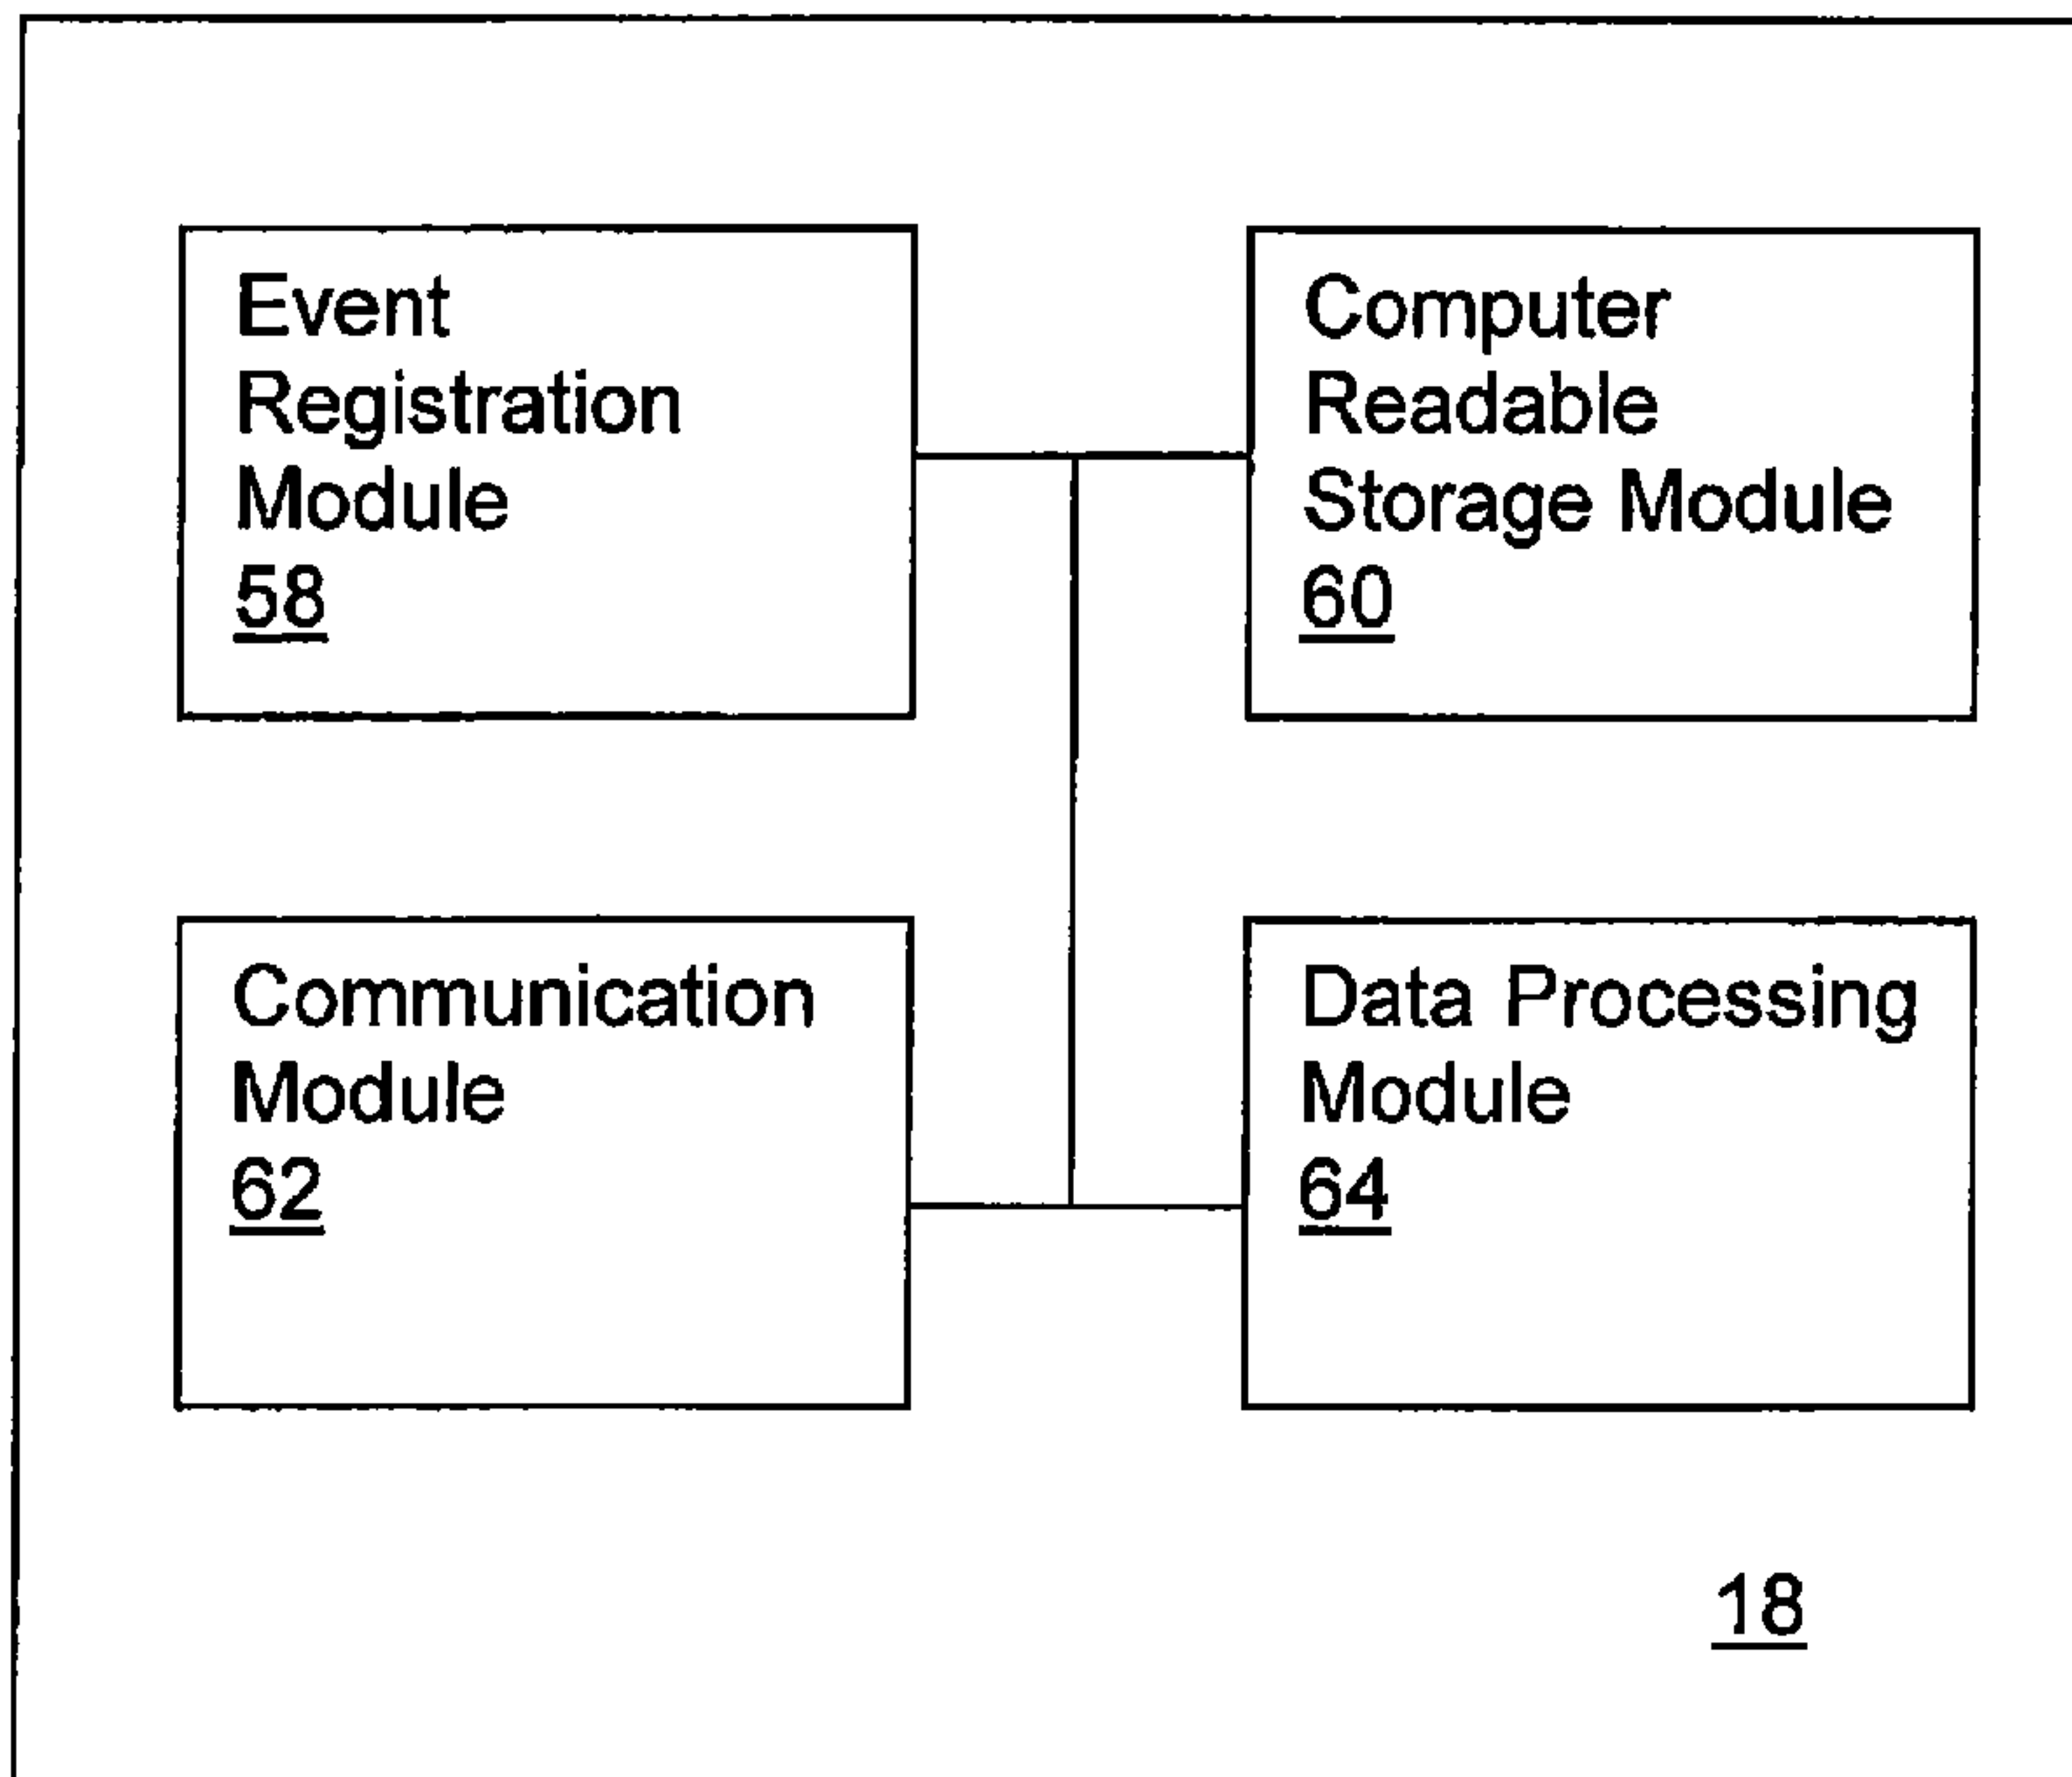 Event
Registration
Module
58
Computer
Readable
Storage Module
60
Communication
Module
62
Data Processing
Module
64
18